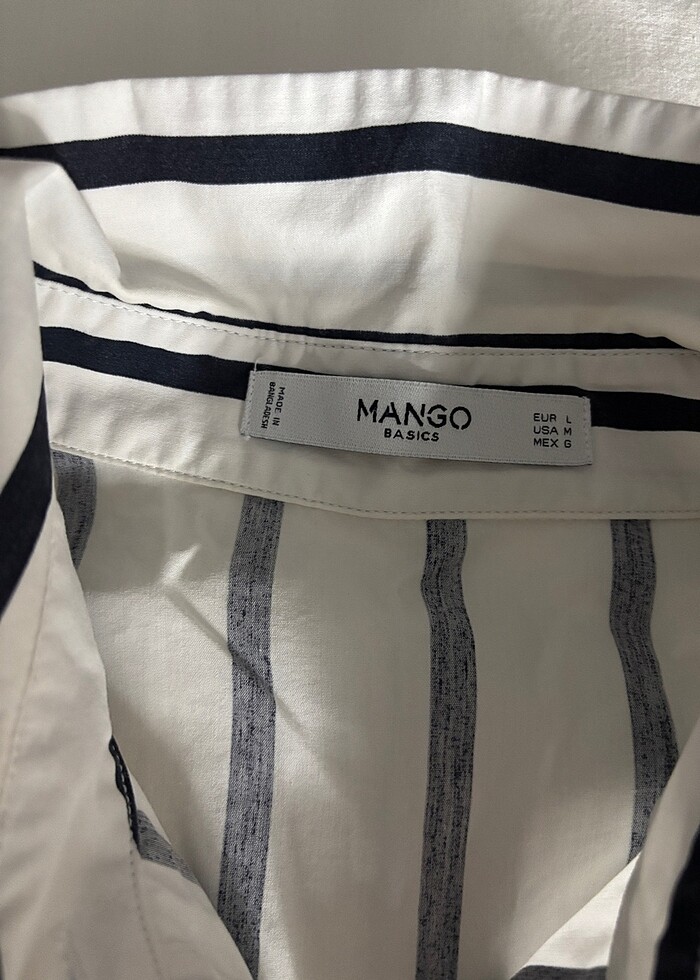 MADE IN
BANGLADESH
MANGO
BASICS
EUR L
USA M
MEX G